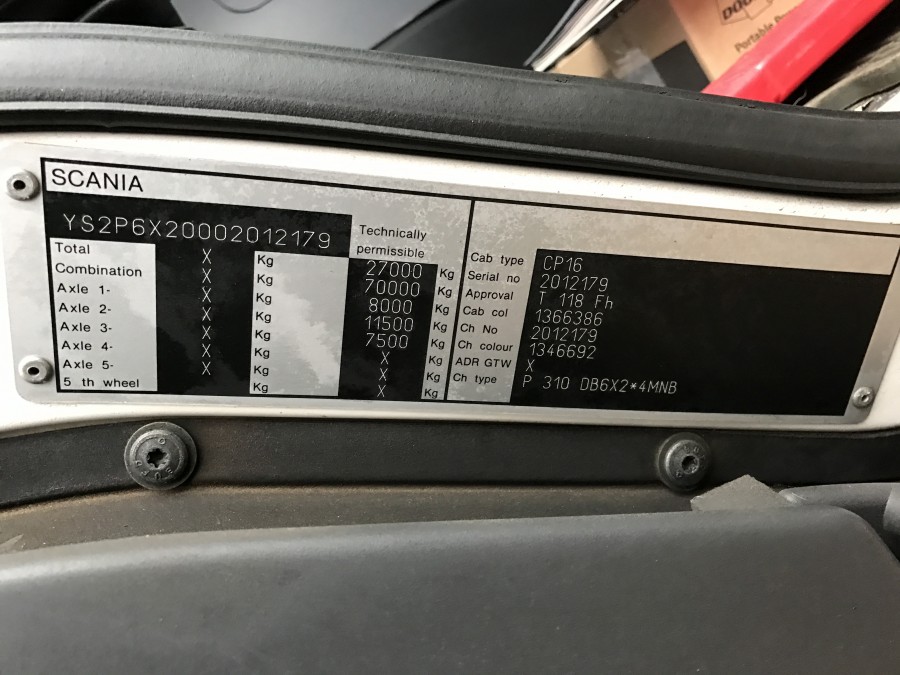 DOO
Portable
SCANIA
YS2P6X20002012179
Technically
permissible
Total X Kg 27000 Kg
Combination X Kg 70000 Kg
Axle 1- X Kg 8000 Kg
Axle 2- X Kg 11500 Kg
Axle 3- X Kg 7500 Kg
Axle 4- X Kg X Kg
Axle 5- X Kg X Kg
5 th wheel Kg X Kg
Cab type CP16
Serial no 2012179
Approval T 118 Fh
Cab col 1366386
Ch No 2012179
Ch colour 1346692
ADR GTW X
Ch type P 310 DB6X2*4MNB